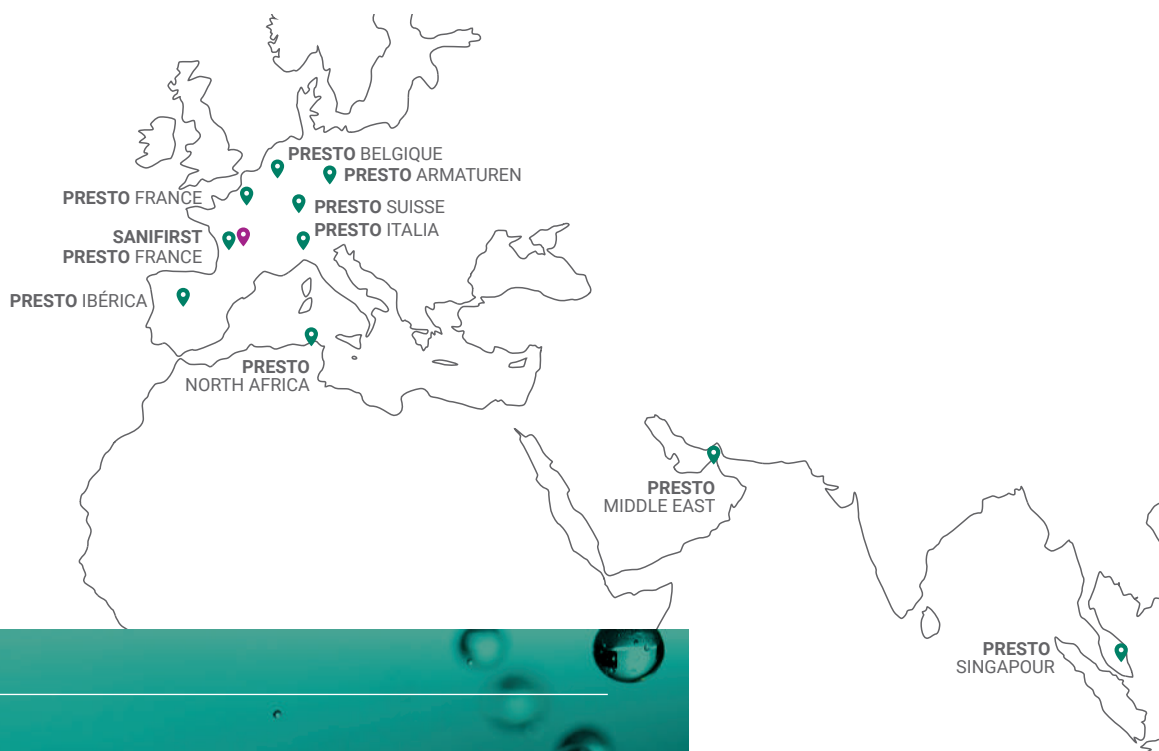 PRESTO BELGIQUE
PRESTO ARMATUREN
PRESTO FRANCE
PRESTO SUISSE
PRESTO ITALIA
SANIFIRST
PRESTO FRANCE
PRESTO IBÉRICA
PRESTO
NORTH AFRICA
PRESTO
MIDDLE EAST
PRESTO
SINGAPOUR